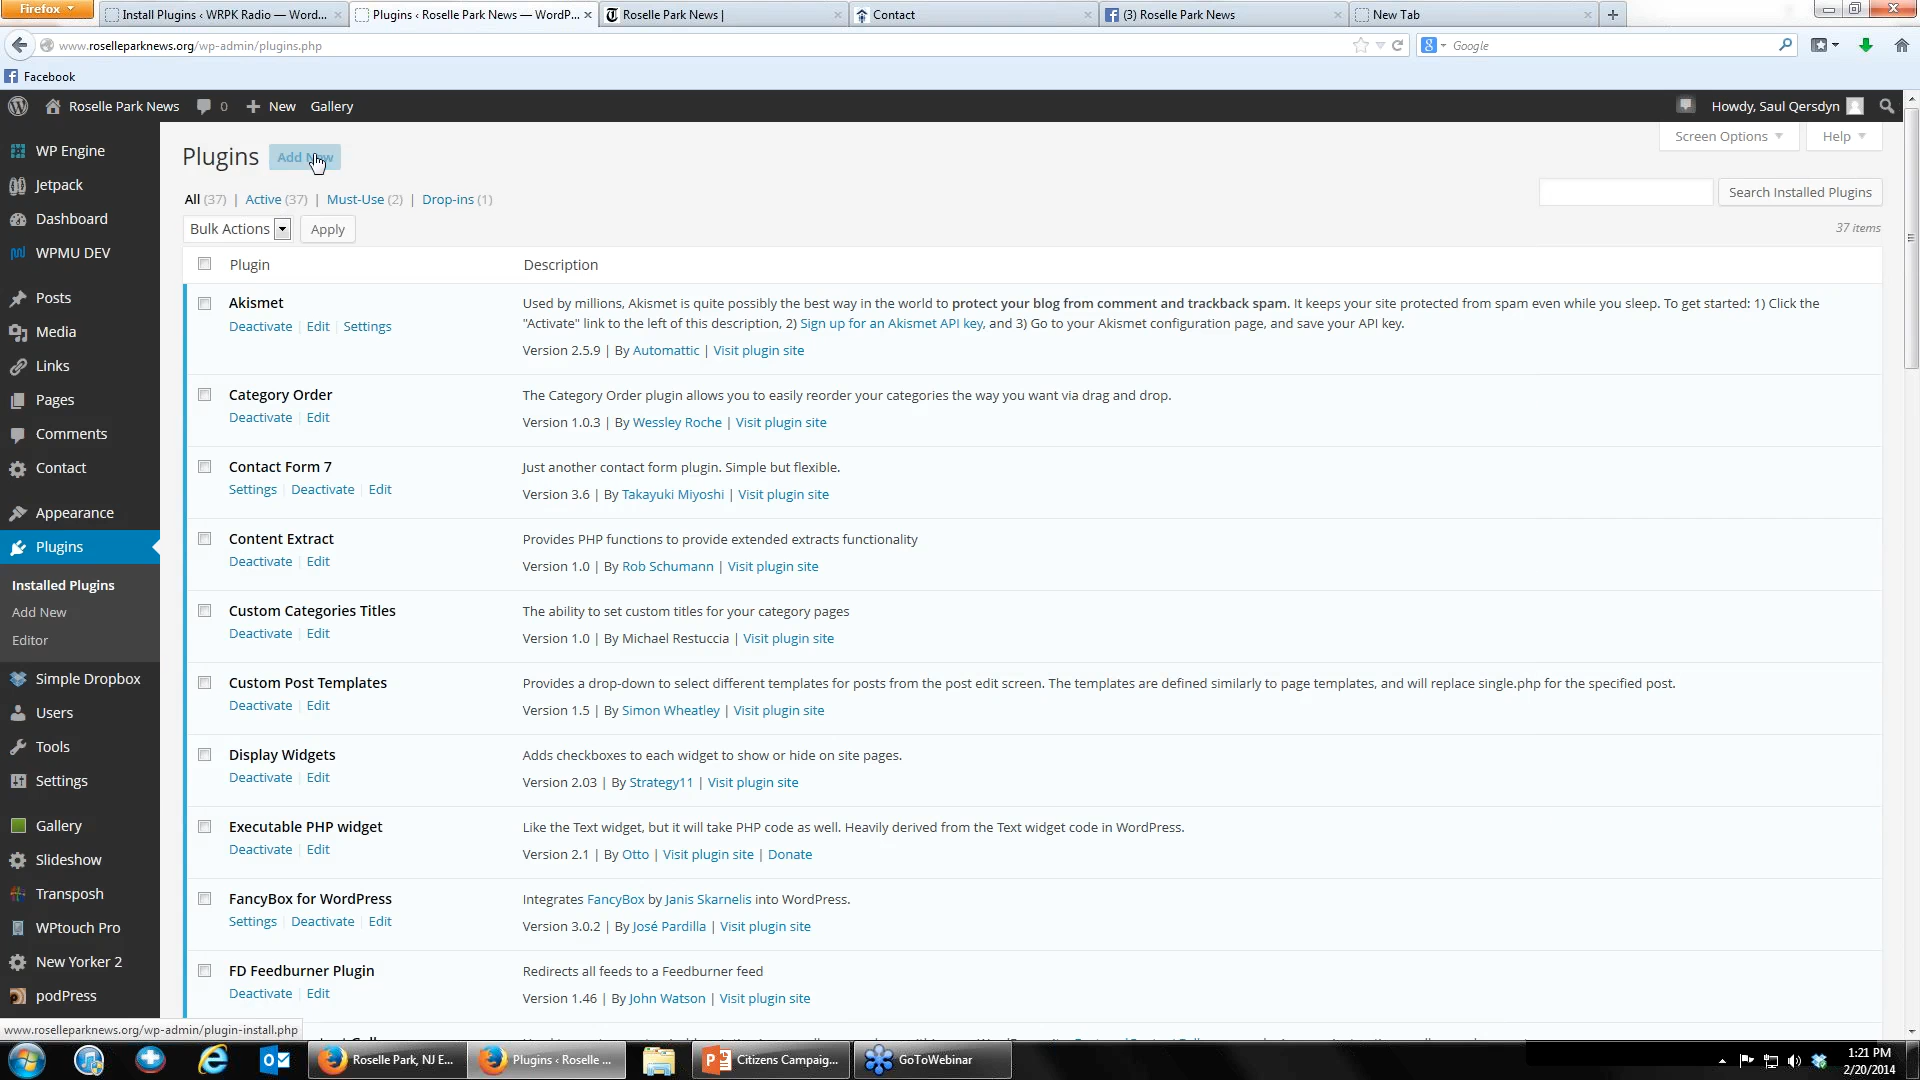 Firefox
Install Plugins ‹ WRPK Radio — Word...
Plugins ‹ Roselle Park News — WordP...
Roselle Park News |
Contact
(3) Roselle Park News
New Tab
www.roselleparknews.org/wp-admin/plugins.php
Google
Facebook
Roselle Park News
0
New
Gallery
Howdy, Saul Qersdyn
Screen Options
Help
WP Engine
Jetpack
Dashboard
WPMU DEV
Posts
Media
Links
Pages
Comments
Contact
Appearance
Plugins
Installed Plugins
Add New
Editor
Simple Dropbox
Users
Tools
Settings
Gallery
Slideshow
Transposh
WPtouch Pro
New Yorker 2
podPress
Plugins Add New
All (37) | Active (37) | Must-Use (2) | Drop-ins (1)
Search Installed Plugins
Bulk Actions Apply
37 items
Plugin Description
Akismet
Deactivate | Edit | Settings
Used by millions, Akismet is quite possibly the best way in the world to protect your blog from comment and trackback spam. It keeps your site protected from spam even while you sleep. To get started: 1) Click the
"Activate" link to the left of this description, 2) Sign up for an Akismet API key, and 3) Go to your Akismet configuration page, and save your API key.
Version 2.5.9 | By Automattic | Visit plugin site
Category Order
Deactivate | Edit
The Category Order plugin allows you to easily reorder your categories the way you want via drag and drop.
Version 1.0.3 | By Wessley Roche | Visit plugin site
Contact Form 7
Settings | Deactivate | Edit
Just another contact form plugin. Simple but flexible.
Version 3.6 | By Takayuki Miyoshi | Visit plugin site
Content Extract
Deactivate | Edit
Provides PHP functions to provide extended extracts functionality
Version 1.0 | By Rob Schumann | Visit plugin site
Custom Categories Titles
Deactivate | Edit
The ability to set custom titles for your category pages
Version 1.0 | By Michael Restuccia | Visit plugin site
Custom Post Templates
Deactivate | Edit
Provides a drop-down to select different templates for posts from the post edit screen. The templates are defined similarly to page templates, and will replace single.php for the specified post.
Version 1.5 | By Simon Wheatley | Visit plugin site
Display Widgets
Deactivate | Edit
Adds checkboxes to each widget to show or hide on site pages.
Version 2.03 | By Strategy11 | Visit plugin site
Executable PHP widget
Deactivate | Edit
Like the Text widget, but it will take PHP code as well. Heavily derived from the Text widget code in WordPress.
Version 2.1 | By Otto | Visit plugin site | Donate
FancyBox for WordPress
Settings | Deactivate | Edit
Integrates FancyBox by Janis Skarnelis into WordPress.
Version 3.0.2 | By José Pardilla | Visit plugin site
FD Feedburner Plugin
Deactivate | Edit
Redirects all feeds to a Feedburner feed
Version 1.46 | By John Watson | Visit plugin site
www.roselleparknews.org/wp-admin/plugin-install.php
Roselle Park, NJ E...
Plugins ‹ Roselle ...
Citizens Campaig...
GoToWebinar
1:21 PM
2/20/2014